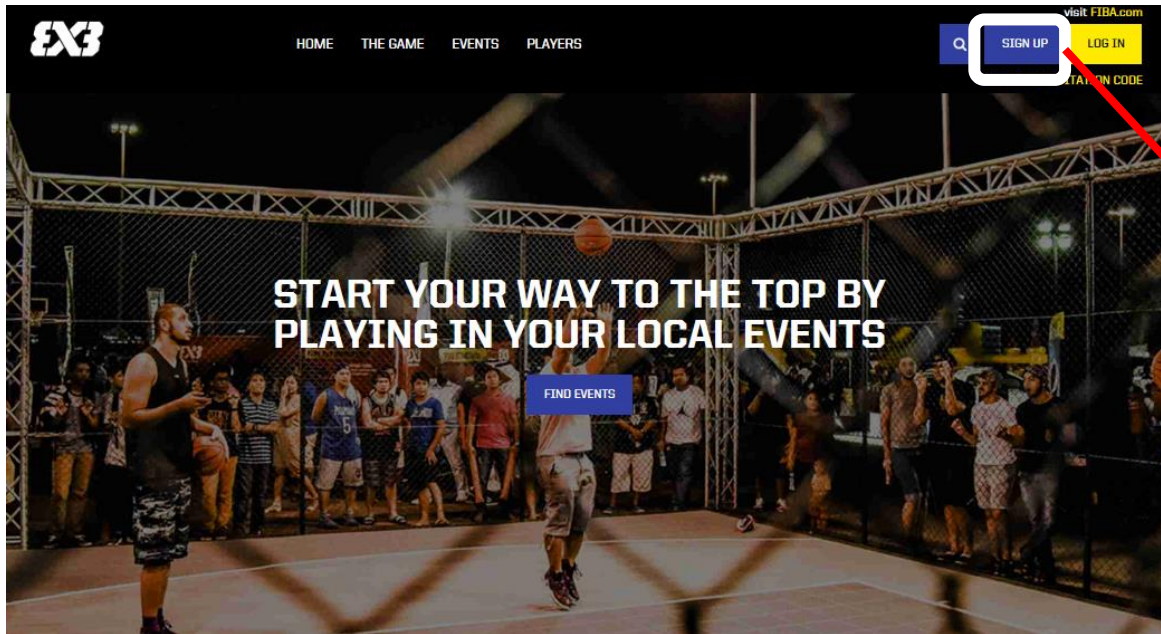 visit FIBA.com
3X3
HOME THE GAME EVENTS PLAYERS
SIGN UP LOG IN
CODE
START YOUR WAY TO THE TOP BY
PLAYING IN YOUR LOCAL EVENTS
FIND EVENTS